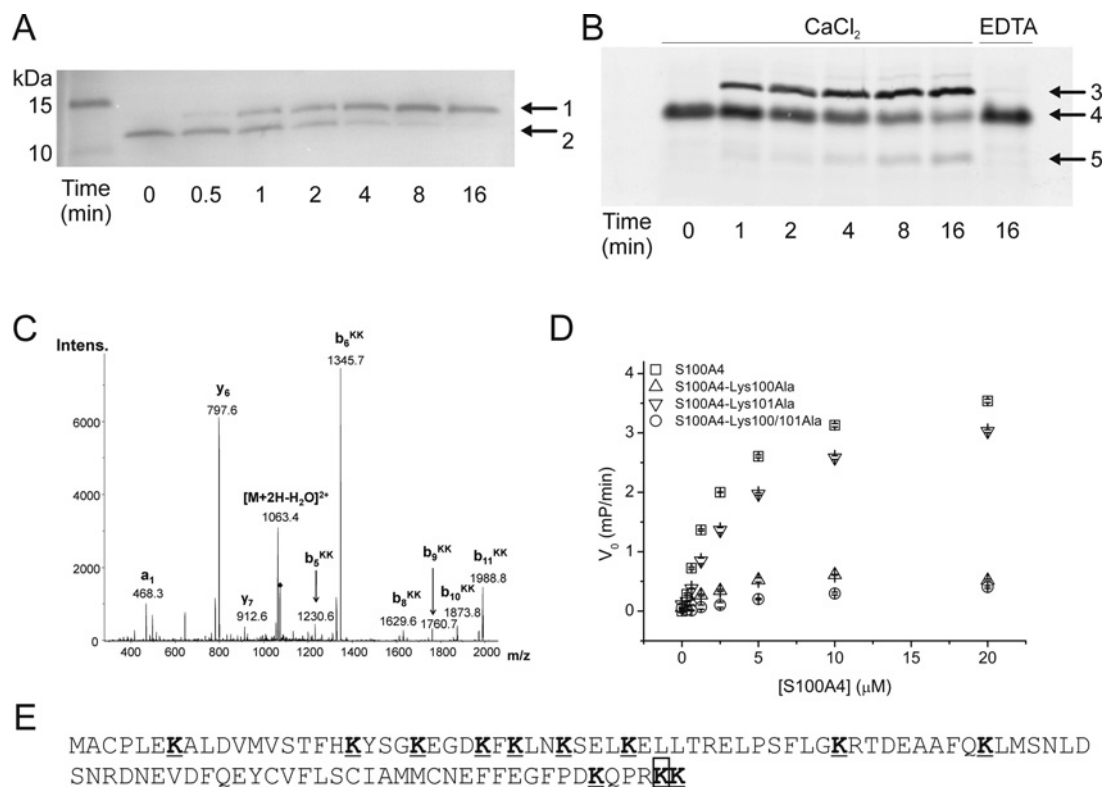 A
kDa
15
10
1
2
Time (min) 0 0.5 1 2 4 8 16
B
CaCl₂ EDTA
3
4
5
Time (min) 0 1 2 4 8 16 16
C
Intens.
6000
4000
2000
0
a₁
468.3
y₆
797.6
y₇
912.6
[M+2H-H₂O]²⁺
1063.4
b₅ᴷᴷ
1230.6
b₆ᴷᴷ
1345.7
b₈ᴷᴷ
1629.6
b₉ᴷᴷ
1760.7
b₁₀ᴷᴷ
1873.8
b₁₁ᴷᴷ
1988.8
400 600 800 1000 1200 1400 1600 1800 2000 m/z
D
S100A4
S100A4-Lys100Ala
S100A4-Lys101Ala
S100A4-Lys100/101Ala
V₀ (mP/min)
4
3
2
1
0
0 5 10 15 20
[S100A4] (μM)
E
MACPLEKALDVMVSTFHKYSGKEGDKFKLNKSELKELLTRELPSFLGKRTDEAAFQKLMSNLD
SNRDNEVDFQEYCVFLSCIAMMCNEFFEGFPDKQPRKK